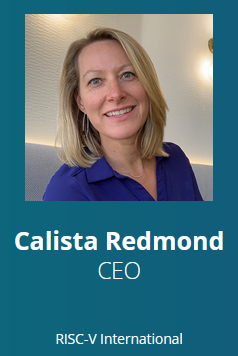 Calista Redmond
CEO
RISC-V International